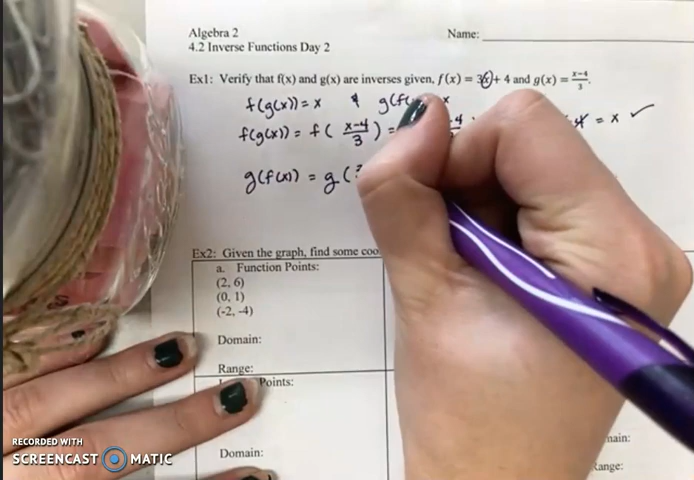 Algebra 2
Name:
4.2 Inverse Functions Day 2
Ex1: Verify that f(x) and g(x) are inverses given, f(x) = 3x + 4 and g(x) = (x-4)/3.
f(g(x)) = x & g(f(x
f(g(x)) = f( (x-4)/3 ) = -4 = x ✓
g(f(x)) = g(
Ex2: Given the graph, find some coo
a. Function Points:
(2, 6)
(0, 1)
(-2, -4)
Domain:
Range:
Points:
Domain:
main:
Range:
RECORDED WITH
SCREENCAST MATIC